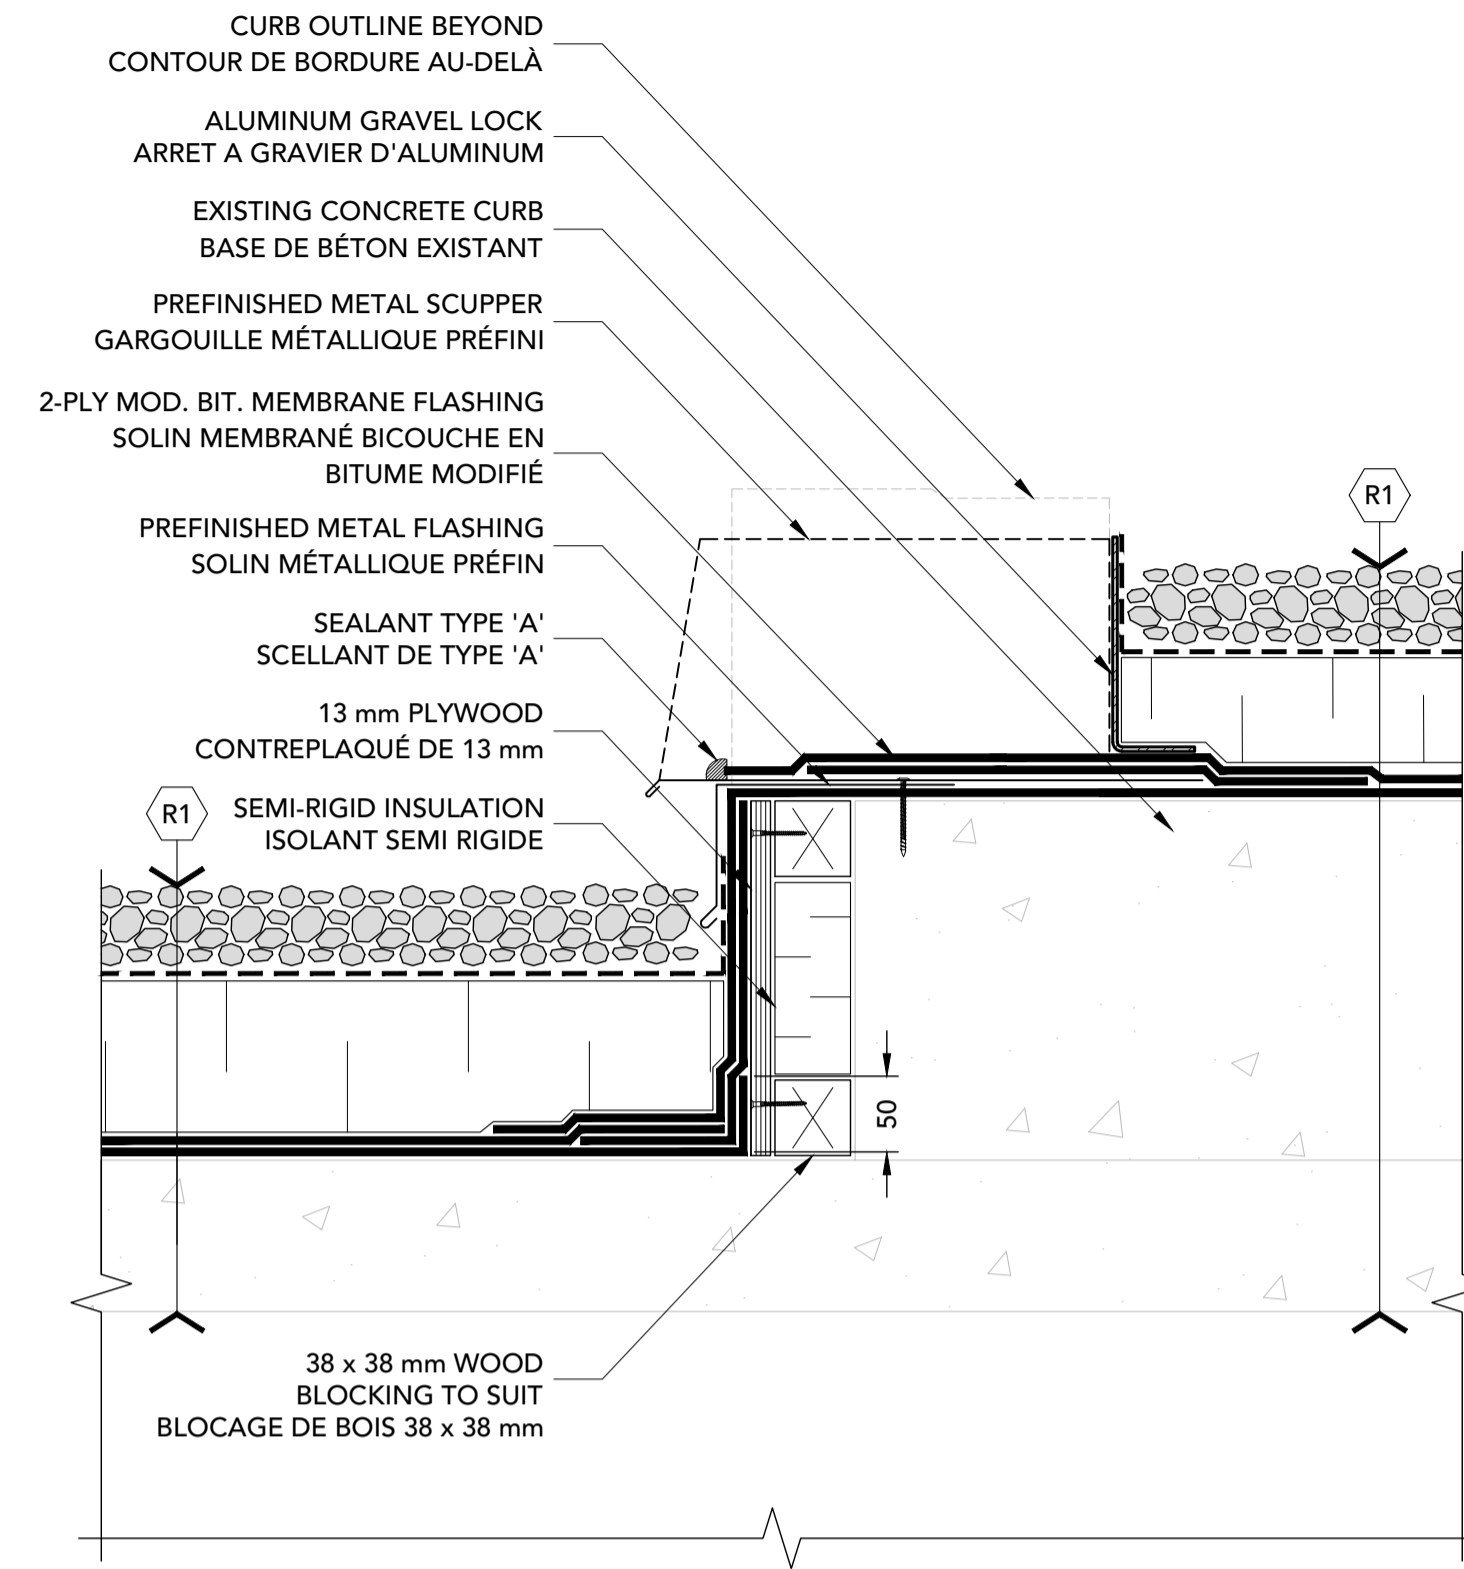 CURB OUTLINE BEYOND
CONTOUR DE BORDURE AU-DELÀ
ALUMINUM GRAVEL LOCK
ARRET A GRAVIER D'ALUMINUM
EXISTING CONCRETE CURB
BASE DE BÉTON EXISTANT
PREFINISHED METAL SCUPPER
GARGOUILLE MÉTALLIQUE PRÉFINI
2-PLY MOD. BIT. MEMBRANE FLASHING
SOLIN MEMBRANÉ BICOUCHE EN
BITUME MODIFIÉ
R1
PREFINISHED METAL FLASHING
SOLIN MÉTALLIQUE PRÉFIN
SEALANT TYPE 'A'
SCELLANT DE TYPE 'A'
13 mm PLYWOOD
CONTREPLAQUÉ DE 13 mm
R1
SEMI-RIGID INSULATION
ISOLANT SEMI RIGIDE
50
38 x 38 mm WOOD
BLOCKING TO SUIT
BLOCAGE DE BOIS 38 x 38 mm